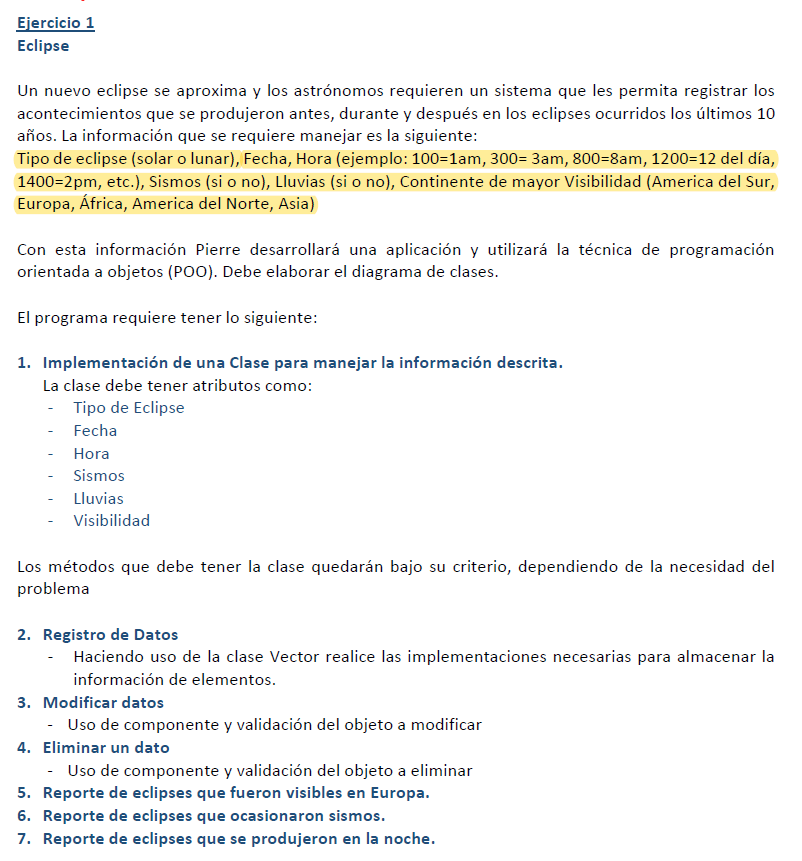 Ejercicio 1
Eclipse
Un nuevo eclipse se aproxima y los astrónomos requieren un sistema que les permita registrar los
acontecimientos que se produjeron antes, durante y después en los eclipses ocurridos los últimos 10
años. La información que se requiere manejar es la siguiente:
Tipo de eclipse (solar o lunar), Fecha, Hora (ejemplo: 100=1am, 300= 3am, 800=8am, 1200=12 del día,
1400=2pm, etc.), Sismos (si o no), Lluvias (si o no), Continente de mayor Visibilidad (America del Sur,
Europa, África, America del Norte, Asia)
Con esta información Pierre desarrollará una aplicación y utilizará la técnica de programación
orientada a objetos (POO). Debe elaborar el diagrama de clases.
El programa requiere tener lo siguiente:
1. Implementación de una Clase para manejar la información descrita.
La clase debe tener atributos como:
- Tipo de Eclipse
- Fecha
- Hora
- Sismos
- Lluvias
- Visibilidad
Los métodos que debe tener la clase quedarán bajo su criterio, dependiendo de la necesidad del
problema
2. Registro de Datos
- Haciendo uso de la clase Vector realice las implementaciones necesarias para almacenar la
información de elementos.
3. Modificar datos
- Uso de componente y validación del objeto a modificar
4. Eliminar un dato
- Uso de componente y validación del objeto a eliminar
5. Reporte de eclipses que fueron visibles en Europa.
6. Reporte de eclipses que ocasionaron sismos.
7. Reporte de eclipses que se produjeron en la noche.